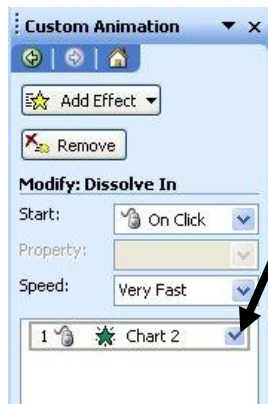 Custom Animation
Add Effect
Remove
Modify: Dissolve In
Start: On Click
Property:
Speed: Very Fast
1 Chart 2